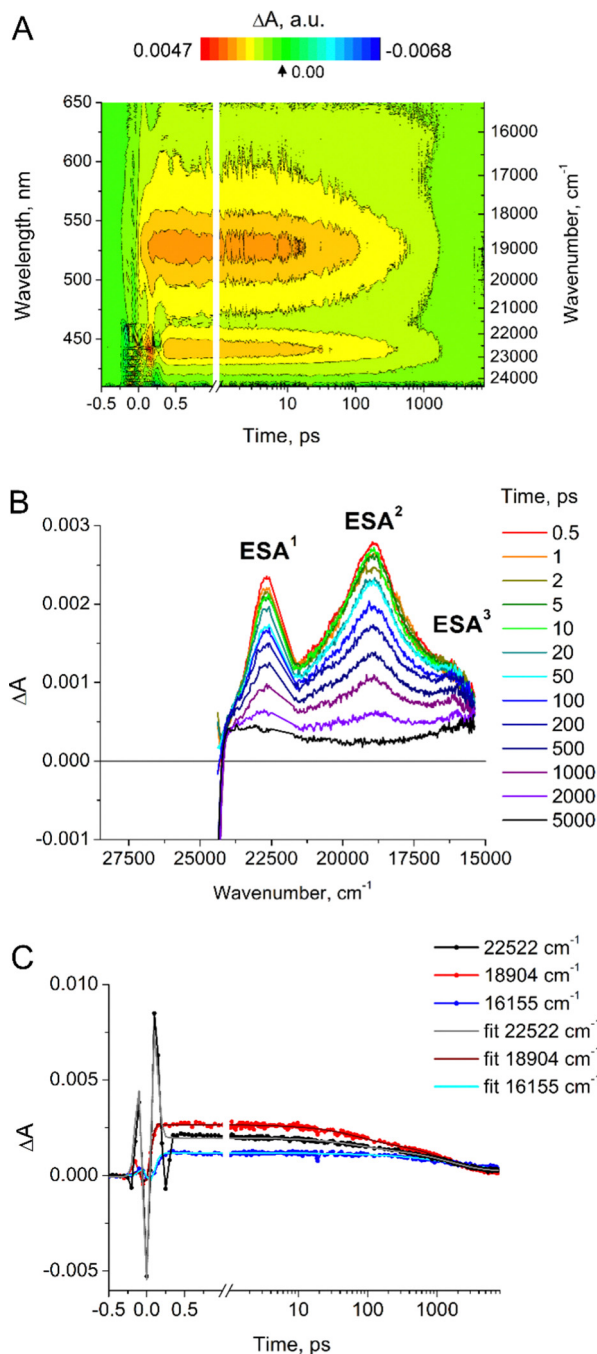 A
ΔA, a.u.
0.0047 -0.0068
0.00
650
600
550
500
450
Wavelength, nm
16000
17000
18000
19000
20000
21000
22000
23000
24000
Wavenumber, cm⁻¹
-0.5 0.0 0.5 10 100 1000
Time, ps
B
Time, ps
0.003
0.002
0.001
0.000
-0.001
ΔA
ESA¹
ESA²
ESA³
0.5
1
2
5
10
20
50
100
200
500
1000
2000
5000
27500 25000 22500 20000 17500 15000
Wavenumber, cm⁻¹
C
22522 cm⁻¹
18904 cm⁻¹
16155 cm⁻¹
fit 22522 cm⁻¹
fit 18904 cm⁻¹
fit 16155 cm⁻¹
0.010
0.005
0.000
-0.005
ΔA
-0.5 0.0 0.5 10 100 1000
Time, ps